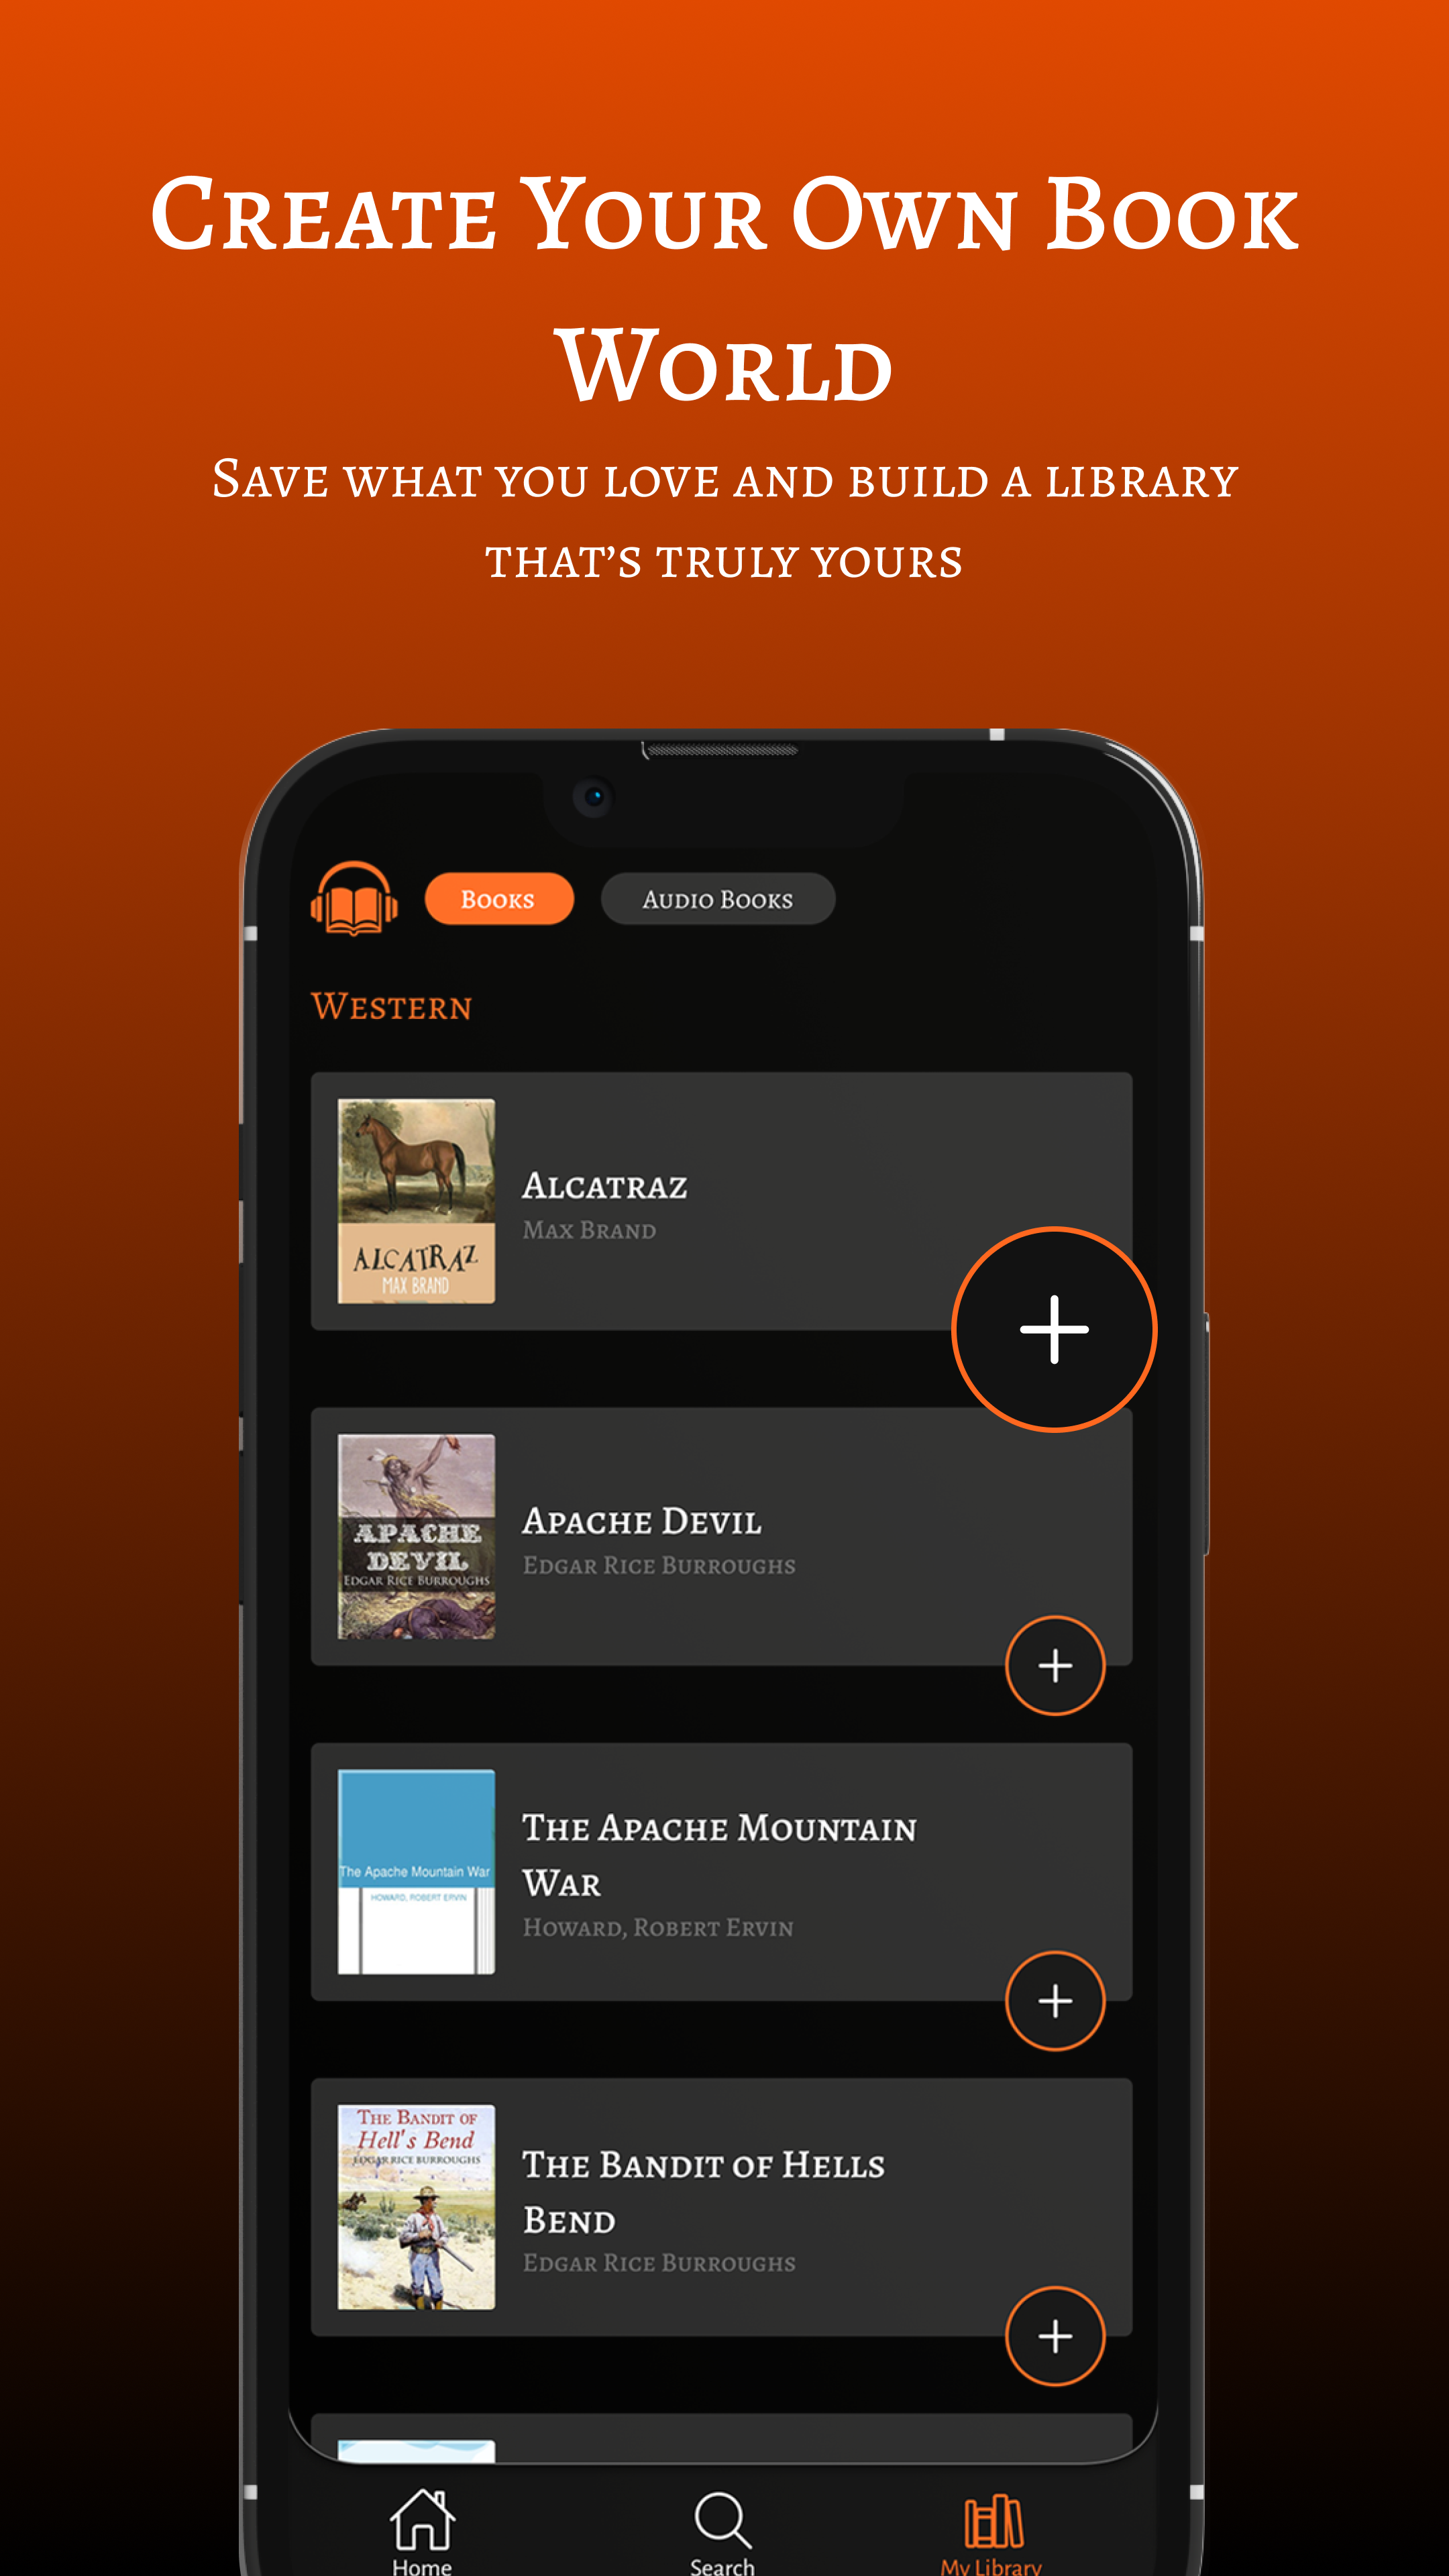 Create Your Own Book
World
Save what you love and build a library
that's truly yours
Books
Audio Books
Western
ALCATRAZ
MAX BRAND
Alcatraz
Max Brand
APACHE
DEVIL
Edgar Rice Burroughs
Apache Devil
Edgar Rice Burroughs
The Apache Mountain War
HOWARD, ROBERT ERVIN
The Apache Mountain
War
Howard, Robert Ervin
The Bandit of
Hell's Bend
EDGAR RICE BURROUGHS
The Bandit of Hells
Bend
Edgar Rice Burroughs
Home
Search
My Library